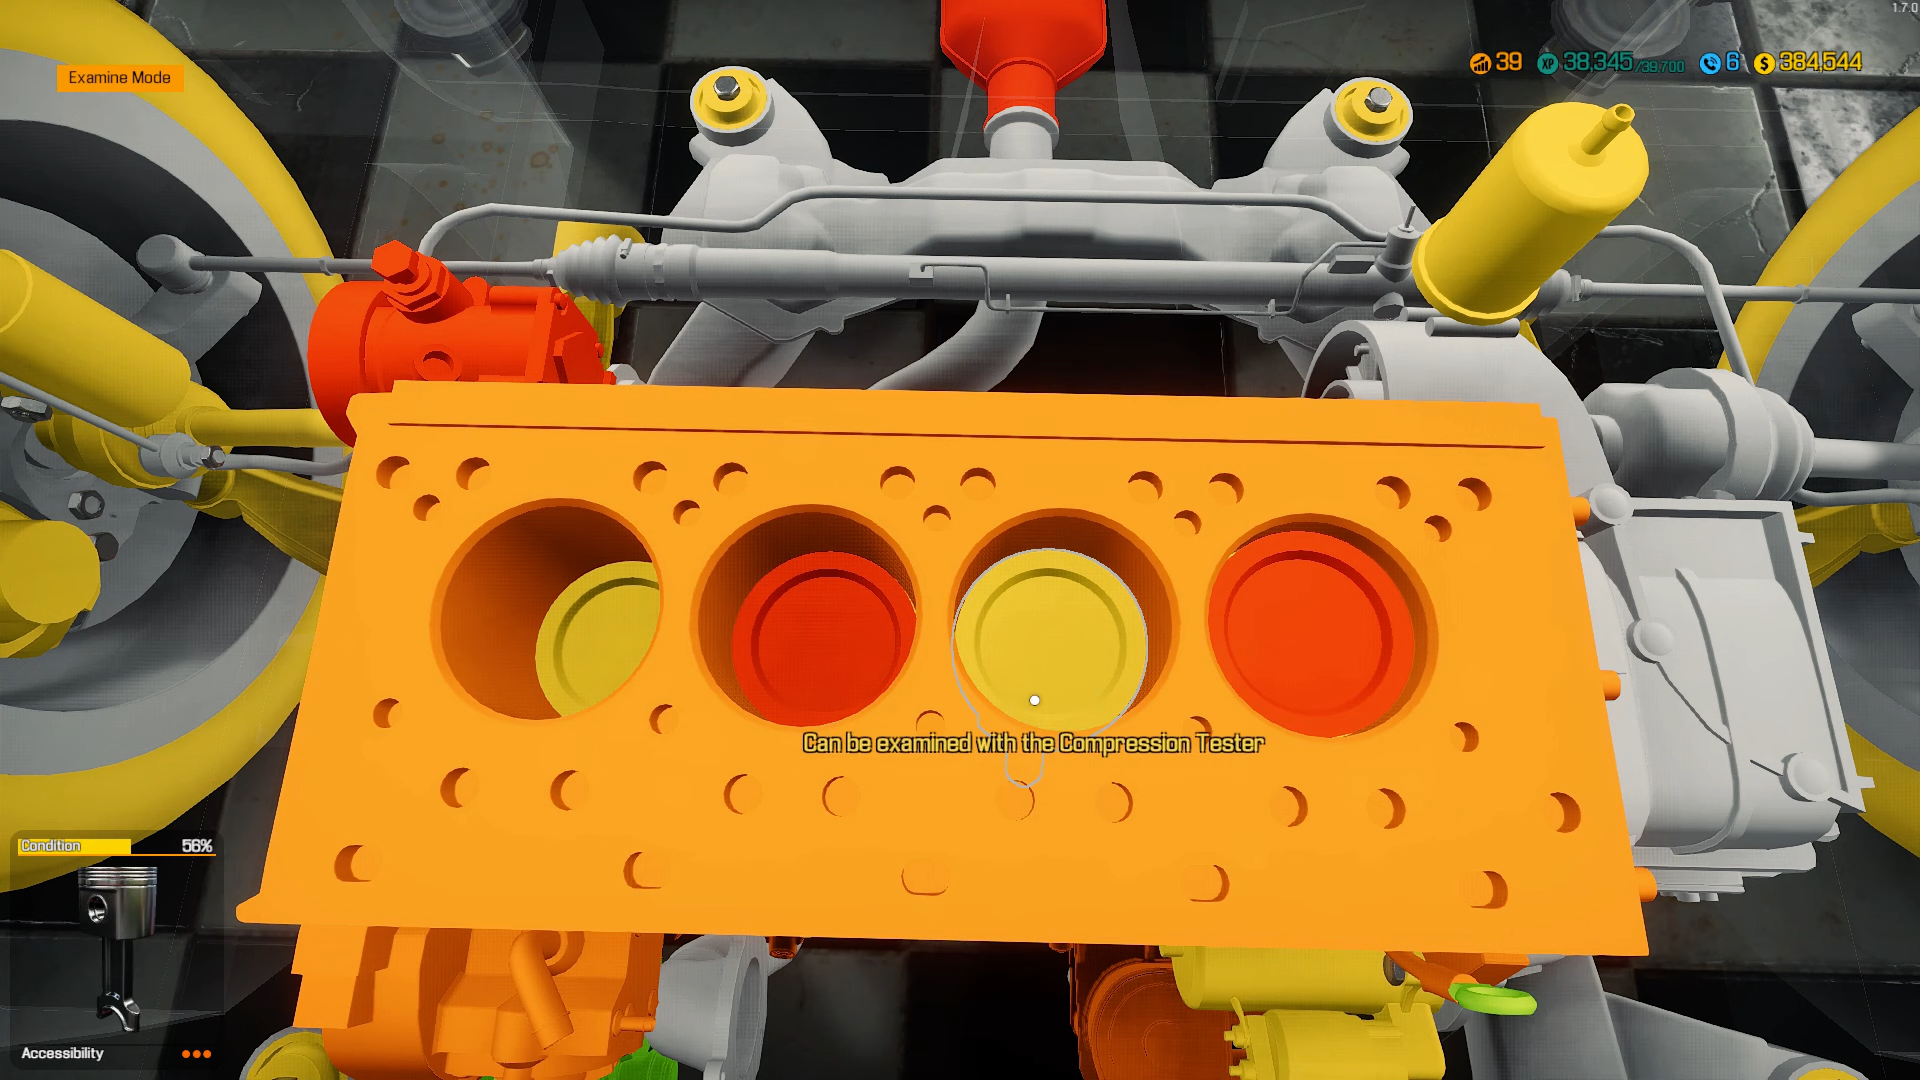 1.7.0
Examine Mode
39 XP 38,345/39,700 6 $ 384,544
Can be examined with the Compression Tester
Condition 56%
Accessibility